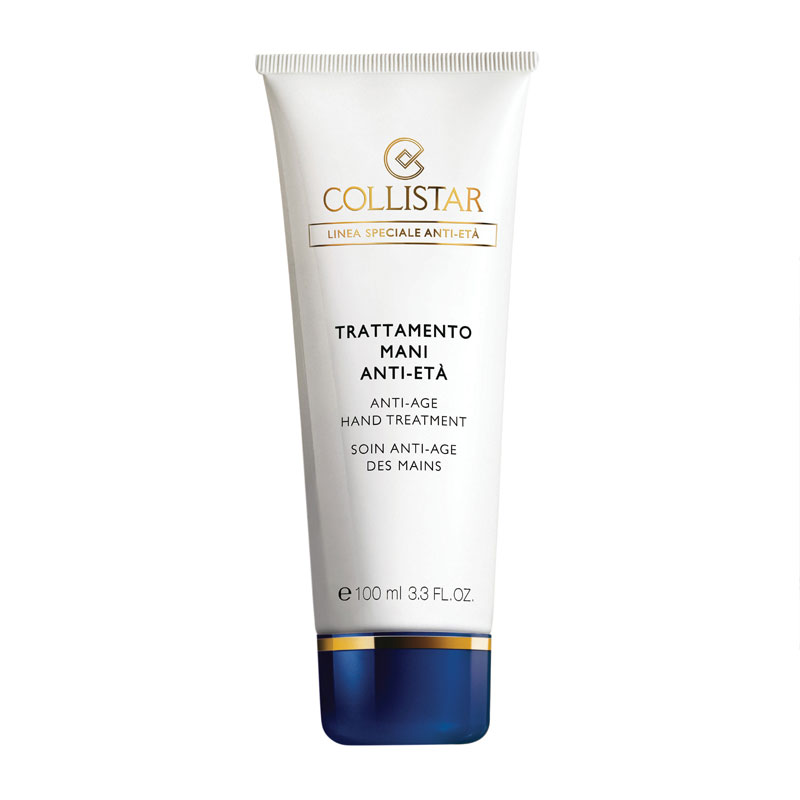 COLLISTAR
LINEA SPECIALE ANTI-ETÀ
TRATTAMENTO
MANI
ANTI-ETÀ
ANTI-AGE
HAND TREATMENT
SOIN ANTI-AGE
DES MAINS
℮ 100 ml 3.3 FL.OZ.